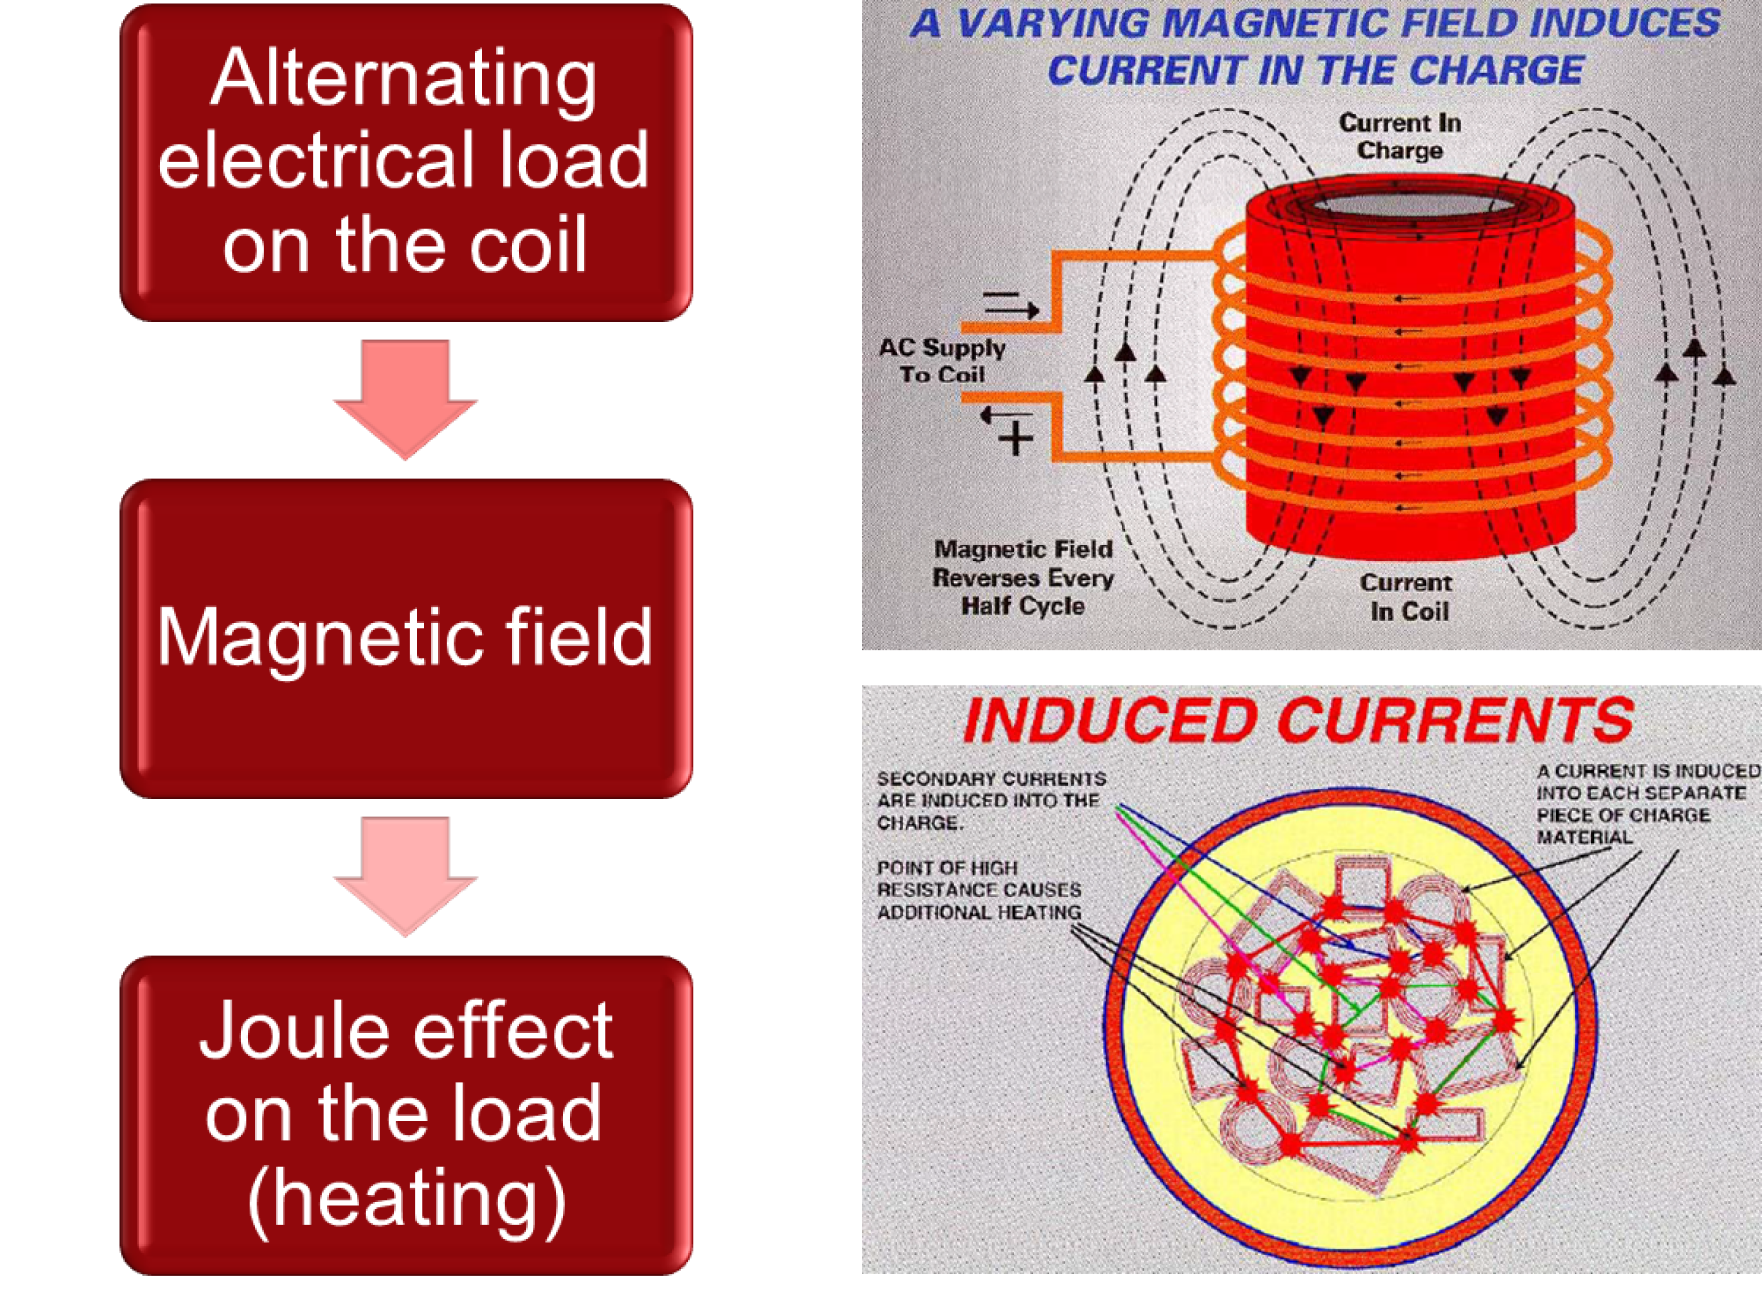 Alternating
electrical load
on the coil
Magnetic field
Joule effect
on the load
(heating)
A VARYING MAGNETIC FIELD INDUCES
CURRENT IN THE CHARGE
Current In
Charge
−
AC Supply
To Coil
+
Magnetic Field
Reverses Every
Half Cycle
Current
In Coil
INDUCED CURRENTS
SECONDARY CURRENTS
ARE INDUCED INTO THE
CHARGE.
POINT OF HIGH
RESISTANCE CAUSES
ADDITIONAL HEATING
A CURRENT IS INDUCED
INTO EACH SEPARATE
PIECE OF CHARGE
MATERIAL